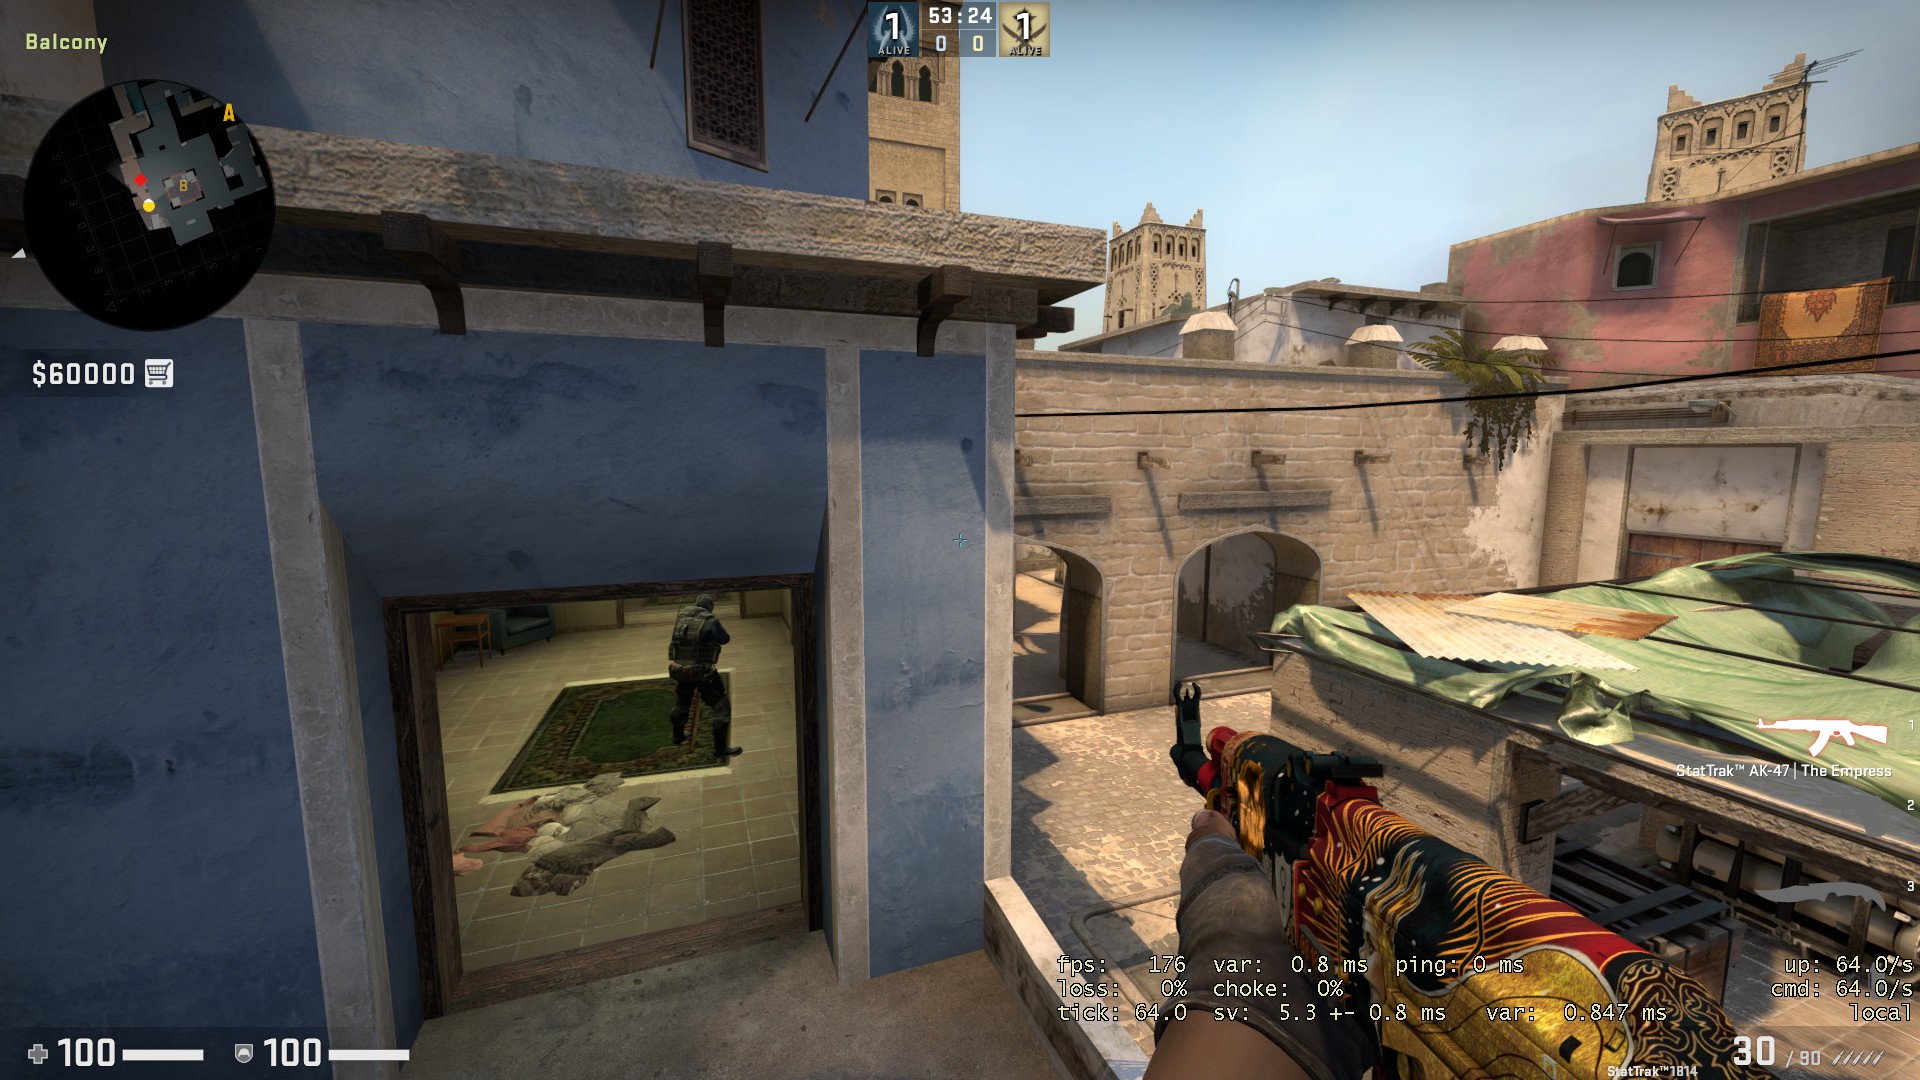 Balcony
1 53:24 1
ALIVE 0 0 ALIVE
A
B
$60000
1
StatTrak™ AK-47 | The Empress
2
3
fps: 176 var: 0.8 ms ping: 0 ms up: 64.0/s
loss: 0% choke: 0% cmd: 64.0/s
tick: 64.0 sv: 5.3 +- 0.8 ms var: 0.847 ms local
100 100 30 / 90
StatTrak™1814